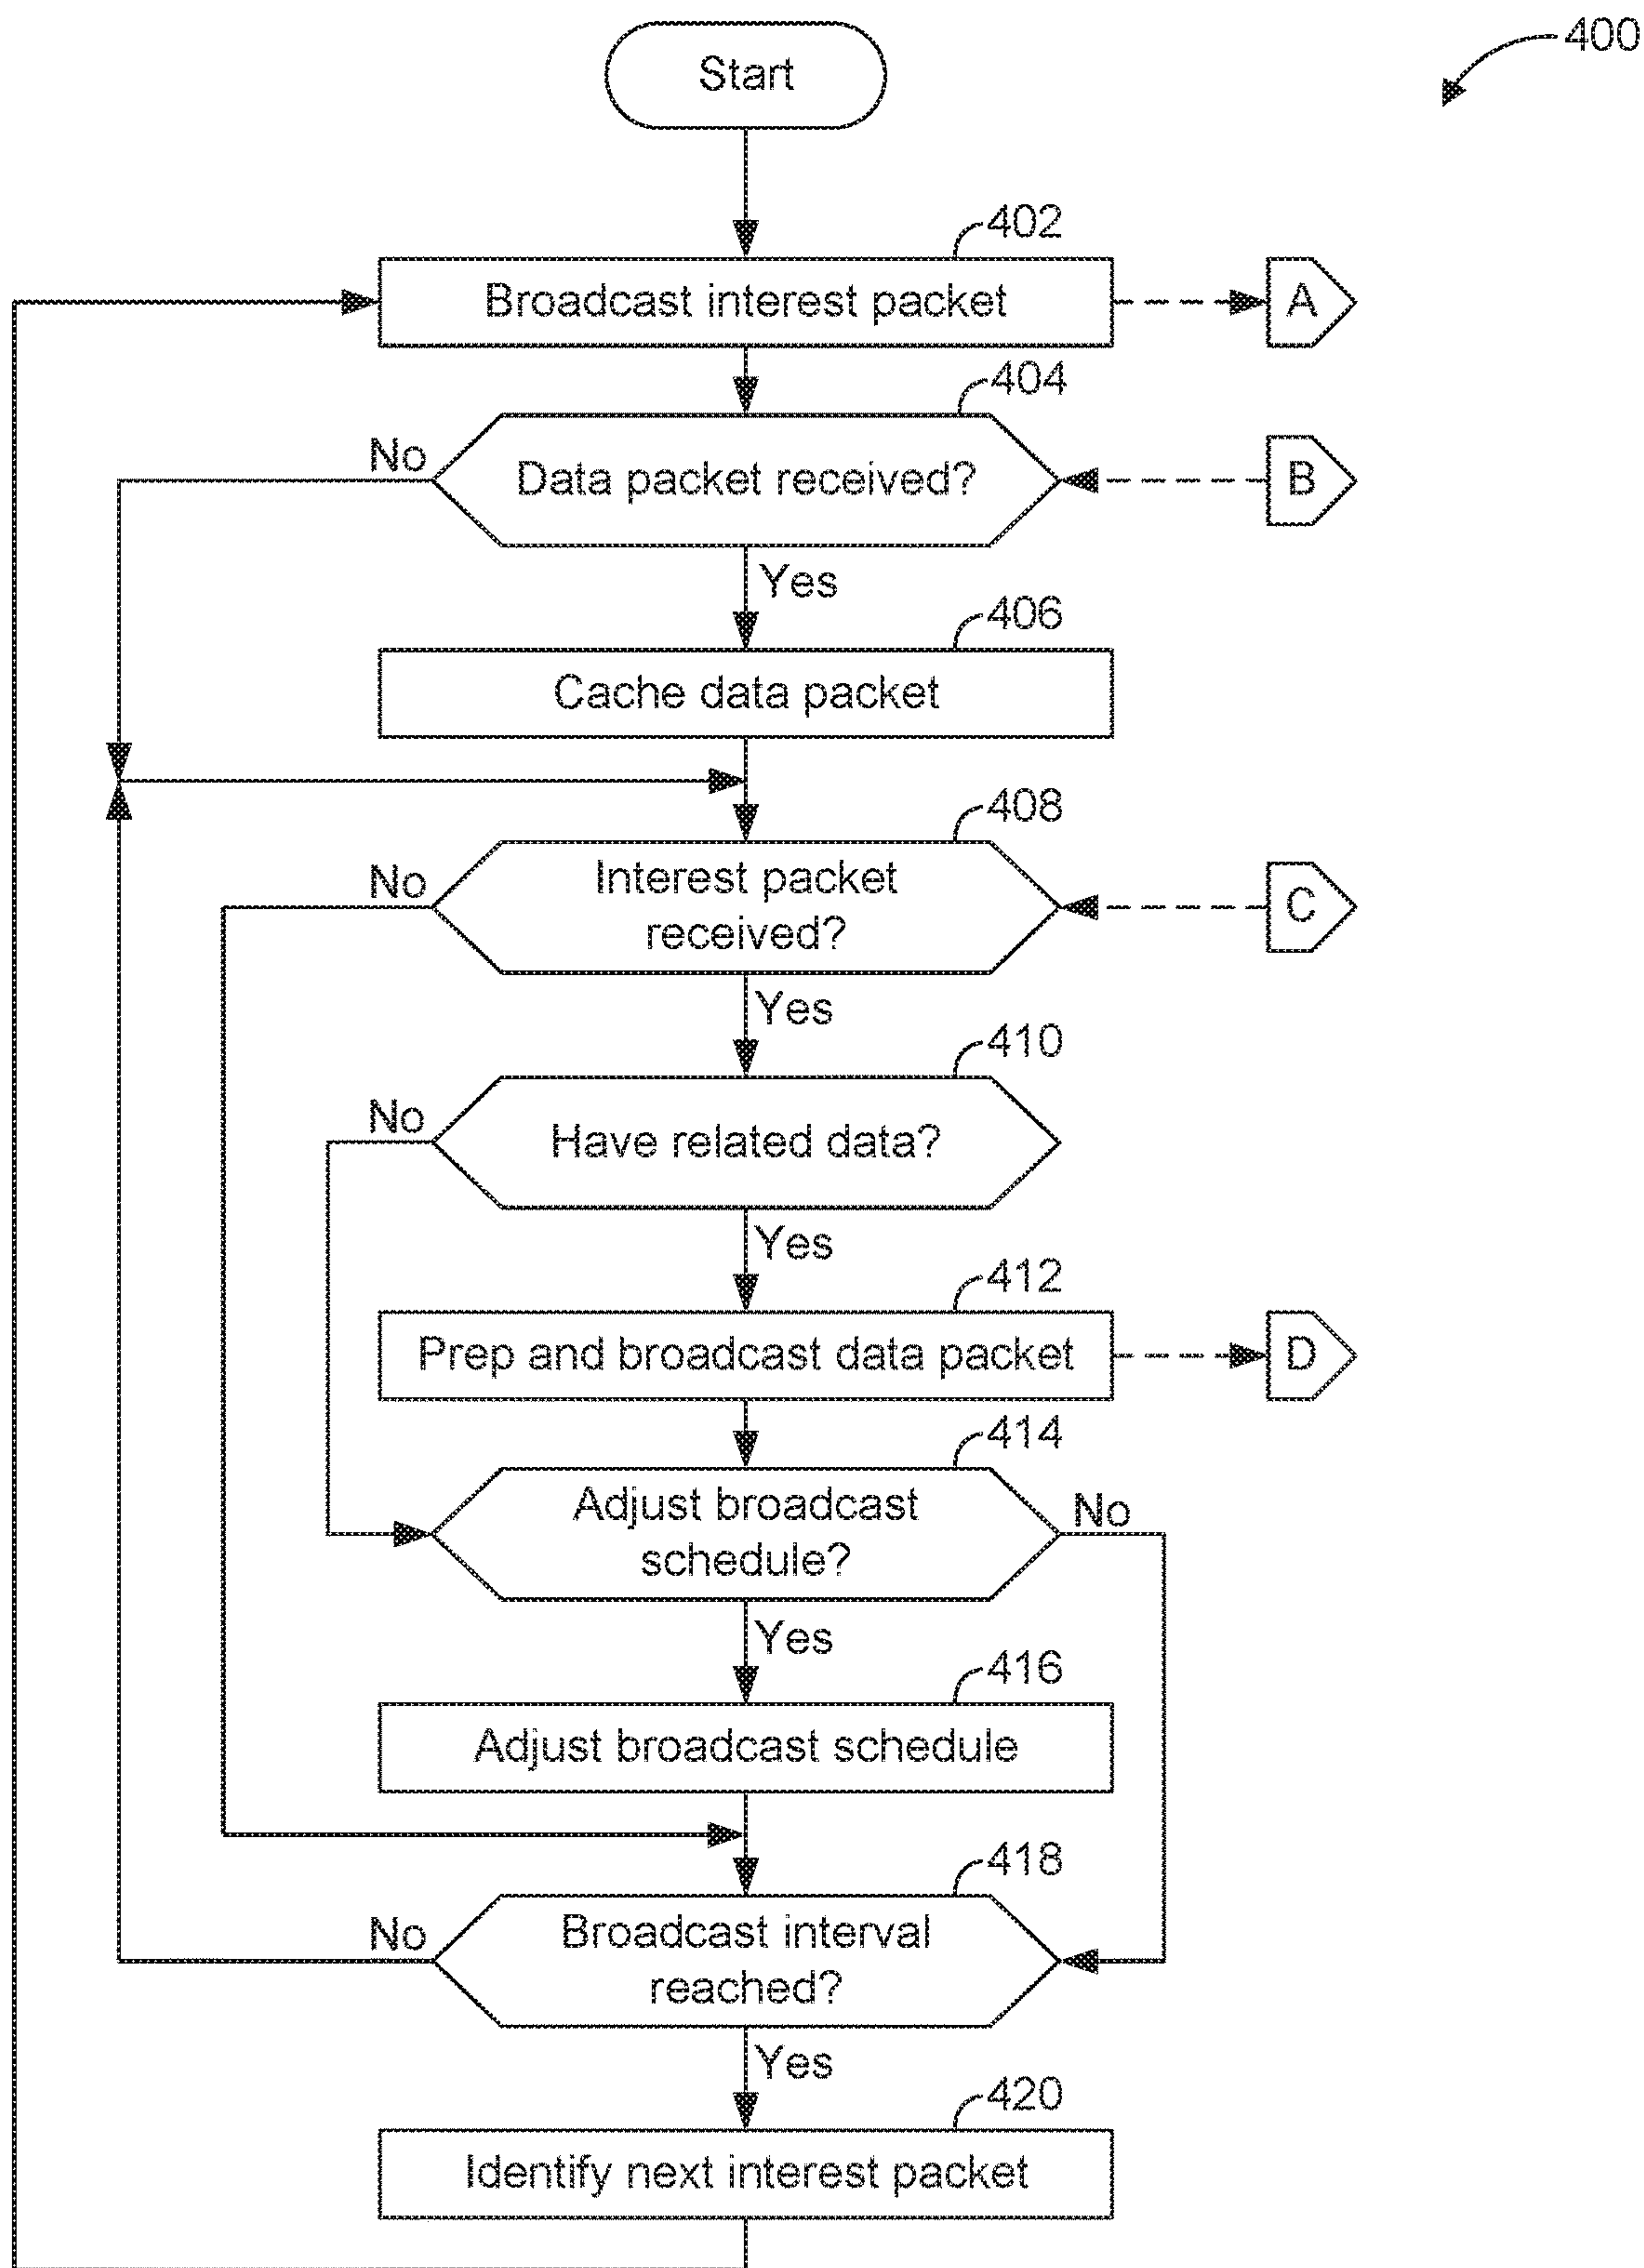 400
Start
402
Broadcast interest packet
A
404
No
Data packet received?
B
Yes
406
Cache data packet
408
No
Interest packet
received?
C
Yes
410
No
Have related data?
Yes
412
Prep and broadcast data packet
D
414
Adjust broadcast
schedule?
No
Yes
416
Adjust broadcast schedule
418
No
Broadcast interval
reached?
Yes
420
Identify next interest packet